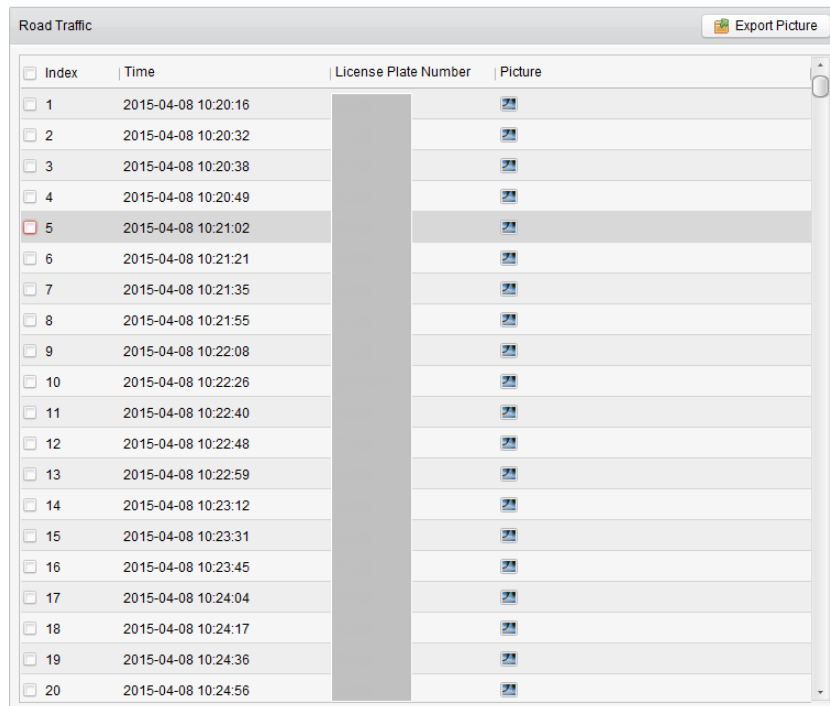 Road Traffic Export Picture
Index Time License Plate Number Picture
1 2015-04-08 10:20:16
2 2015-04-08 10:20:32
3 2015-04-08 10:20:38
4 2015-04-08 10:20:49
5 2015-04-08 10:21:02
6 2015-04-08 10:21:21
7 2015-04-08 10:21:35
8 2015-04-08 10:21:55
9 2015-04-08 10:22:08
10 2015-04-08 10:22:26
11 2015-04-08 10:22:40
12 2015-04-08 10:22:48
13 2015-04-08 10:22:59
14 2015-04-08 10:23:12
15 2015-04-08 10:23:31
16 2015-04-08 10:23:45
17 2015-04-08 10:24:04
18 2015-04-08 10:24:17
19 2015-04-08 10:24:36
20 2015-04-08 10:24:56